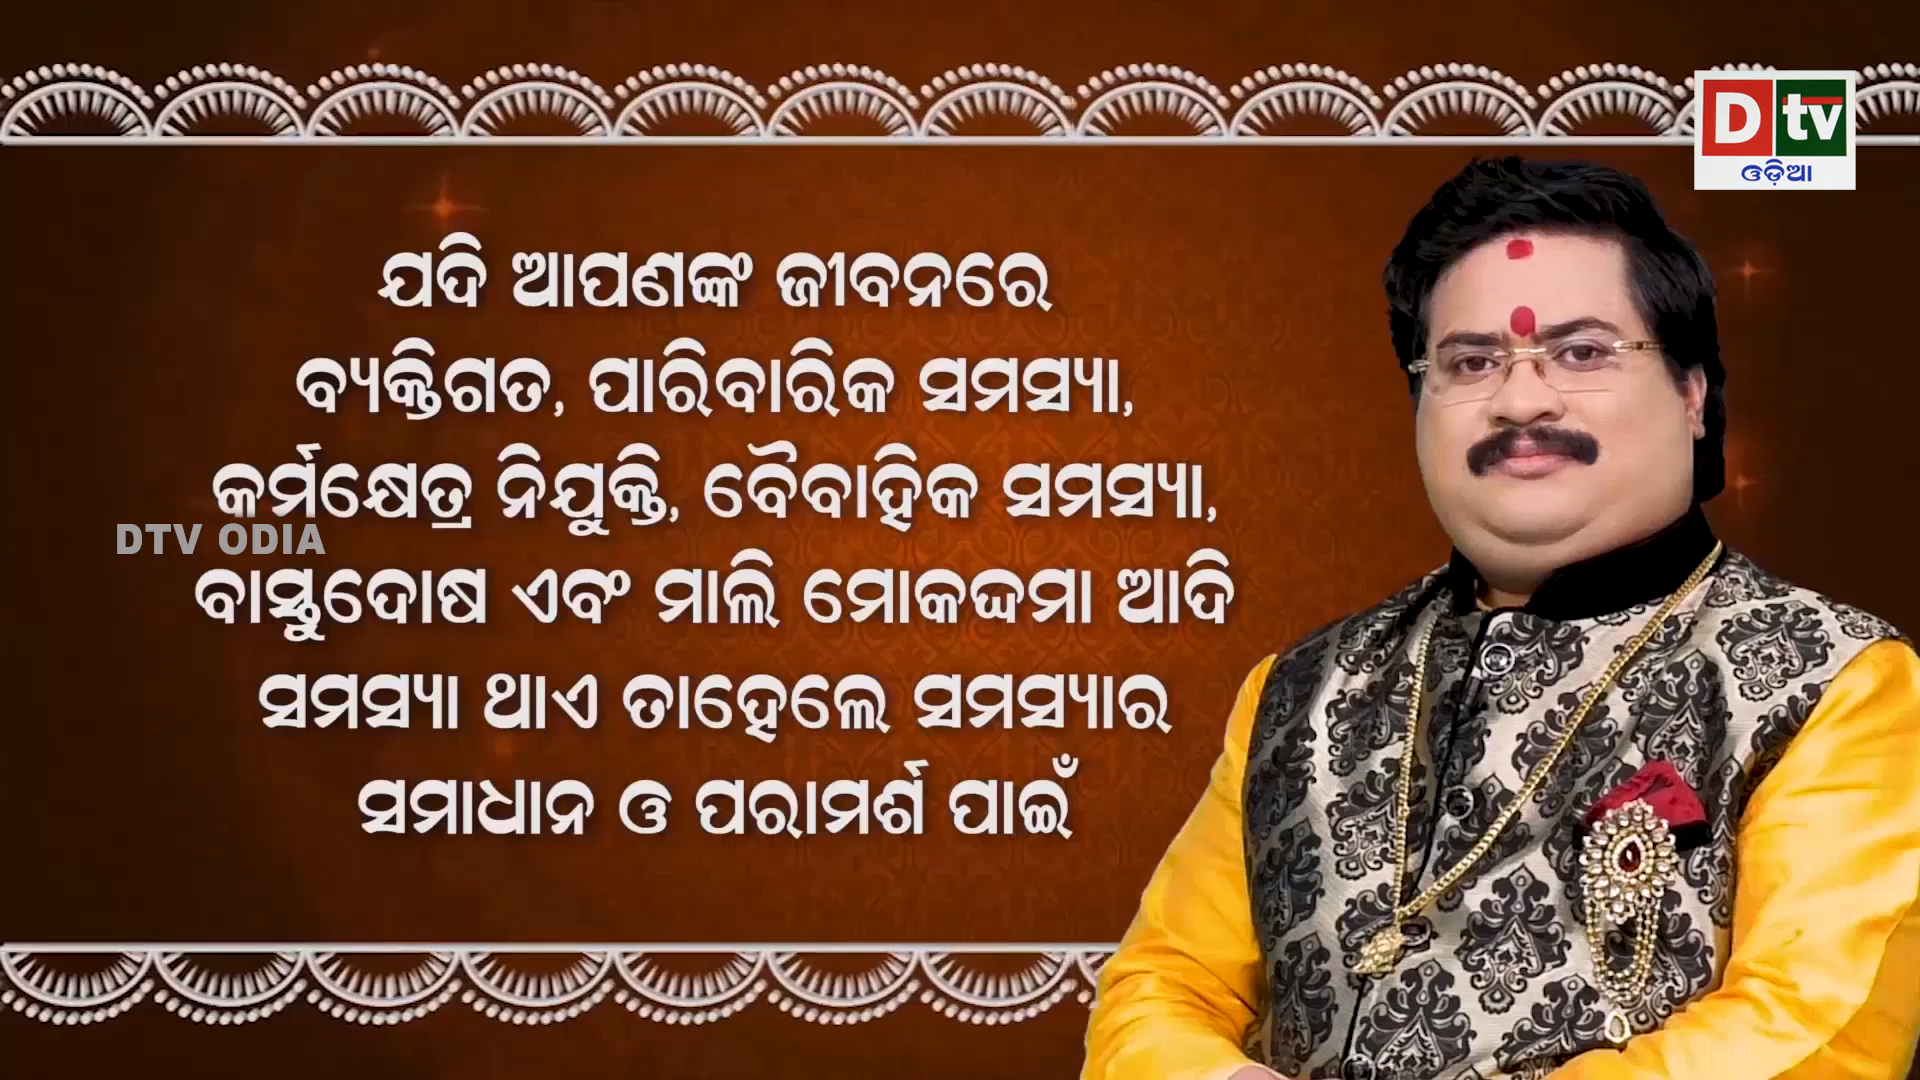 D tv
ଓଡ଼ିଆ
ଯଦି ଆପଣଙ୍କ ଜୀବନରେ
ବ୍ୟକ୍ତିଗତ, ପାରିବାରିକ ସମସ୍ୟା,
କର୍ମକ୍ଷେତ୍ର ନିଯୁକ୍ତି, ବୈବାହିକ ସମସ୍ୟା,
DTV ODIA
ବାସ୍ତୁଦୋଷ ଏବଂ ମାଲି ମୋକଦ୍ଦମା ଆଦି
ସମସ୍ୟା ଥାଏ ତାହେଲେ ସମସ୍ୟାର
ସମାଧାନ ଓ ପରାମର୍ଶ ପାଇଁ